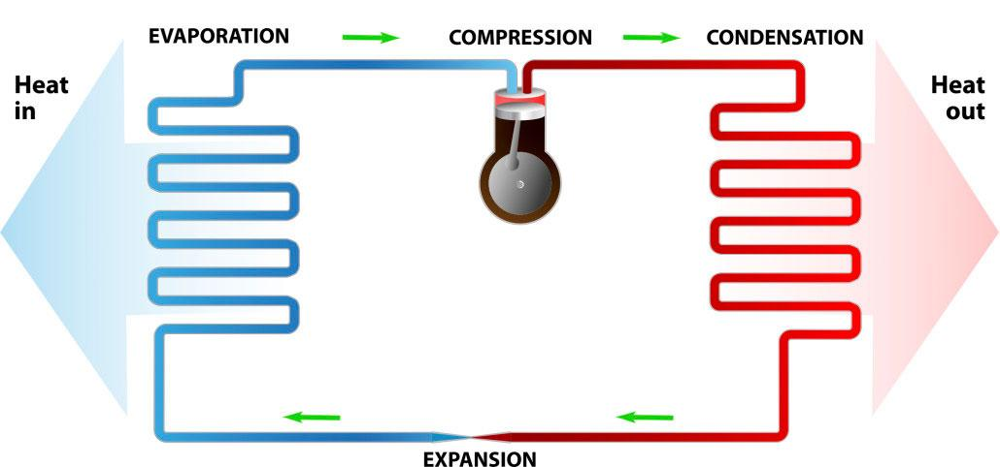 EVAPORATION
COMPRESSION
CONDENSATION
Heat
in
Heat
out
EXPANSION